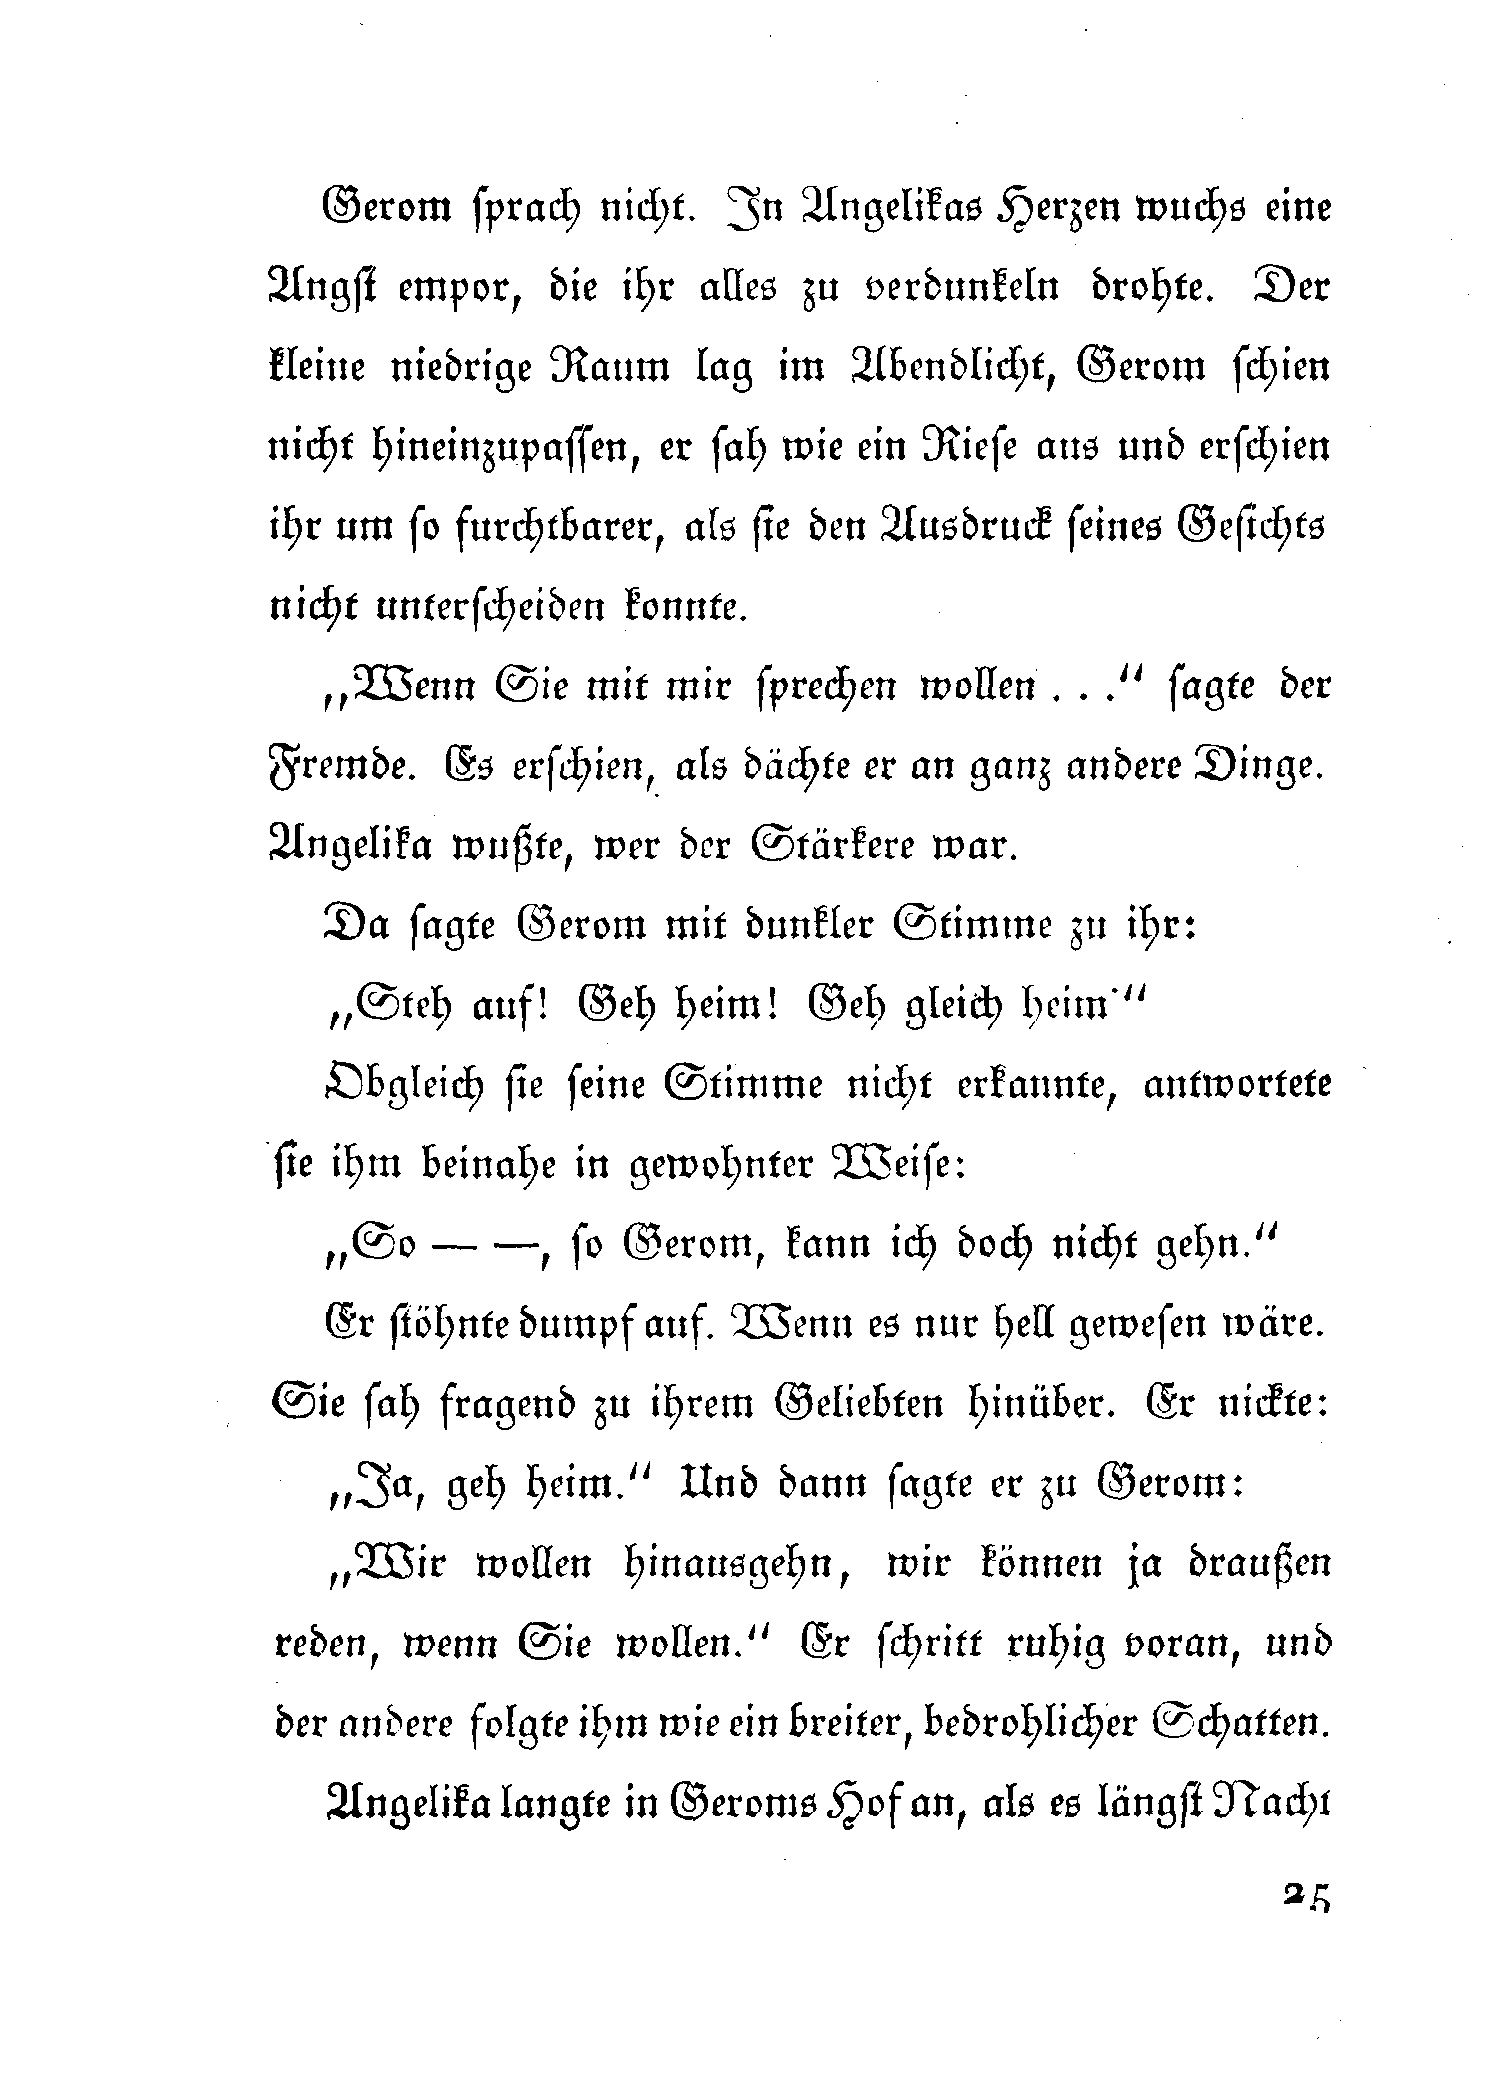 Gerom sprach nicht. In Angelikas Herzen wuchs eine
Angst empor, die ihr alles zu verdunkeln drohte. Der
kleine niedrige Raum lag im Abendlicht, Gerom schien
nicht hineinzupassen, er sah wie ein Riese aus und erschien
ihr um so furchtbarer, als sie den Ausdruck seines Gesichts
nicht unterscheiden konnte.
„Wenn Sie mit mir sprechen wollen . . .“ sagte der
Fremde. Es erschien, als dächte er an ganz andere Dinge.
Angelika wußte, wer der Stärkere war.
Da sagte Gerom mit dunkler Stimme zu ihr:
„Steh auf! Geh heim! Geh gleich heim“
Obgleich sie seine Stimme nicht erkannte, antwortete
sie ihm beinahe in gewohnter Weise:
„So — —, so Gerom, kann ich doch nicht gehn.“
Er stöhnte dumpf auf. Wenn es nur hell gewesen wäre.
Sie sah fragend zu ihrem Geliebten hinüber. Er nickte:
„Ja, geh heim.“ Und dann sagte er zu Gerom:
„Wir wollen hinausgehn, wir können ja draußen
reden, wenn Sie wollen.“ Er schritt ruhig voran, und
der andere folgte ihm wie ein breiter, bedrohlicher Schatten.
Angelika langte in Geroms Hof an, als es längst Nacht
25